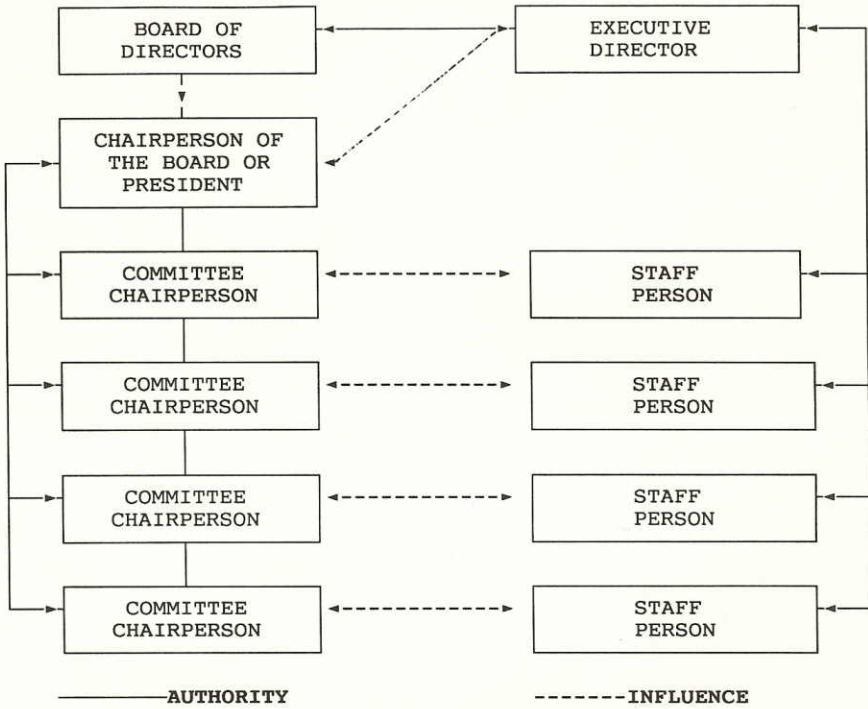 BOARD OF
DIRECTORS
EXECUTIVE
DIRECTOR
CHAIRPERSON OF
THE BOARD OR
PRESIDENT
COMMITTEE
CHAIRPERSON
STAFF
PERSON
COMMITTEE
CHAIRPERSON
STAFF
PERSON
COMMITTEE
CHAIRPERSON
STAFF
PERSON
COMMITTEE
CHAIRPERSON
STAFF
PERSON
AUTHORITY
INFLUENCE